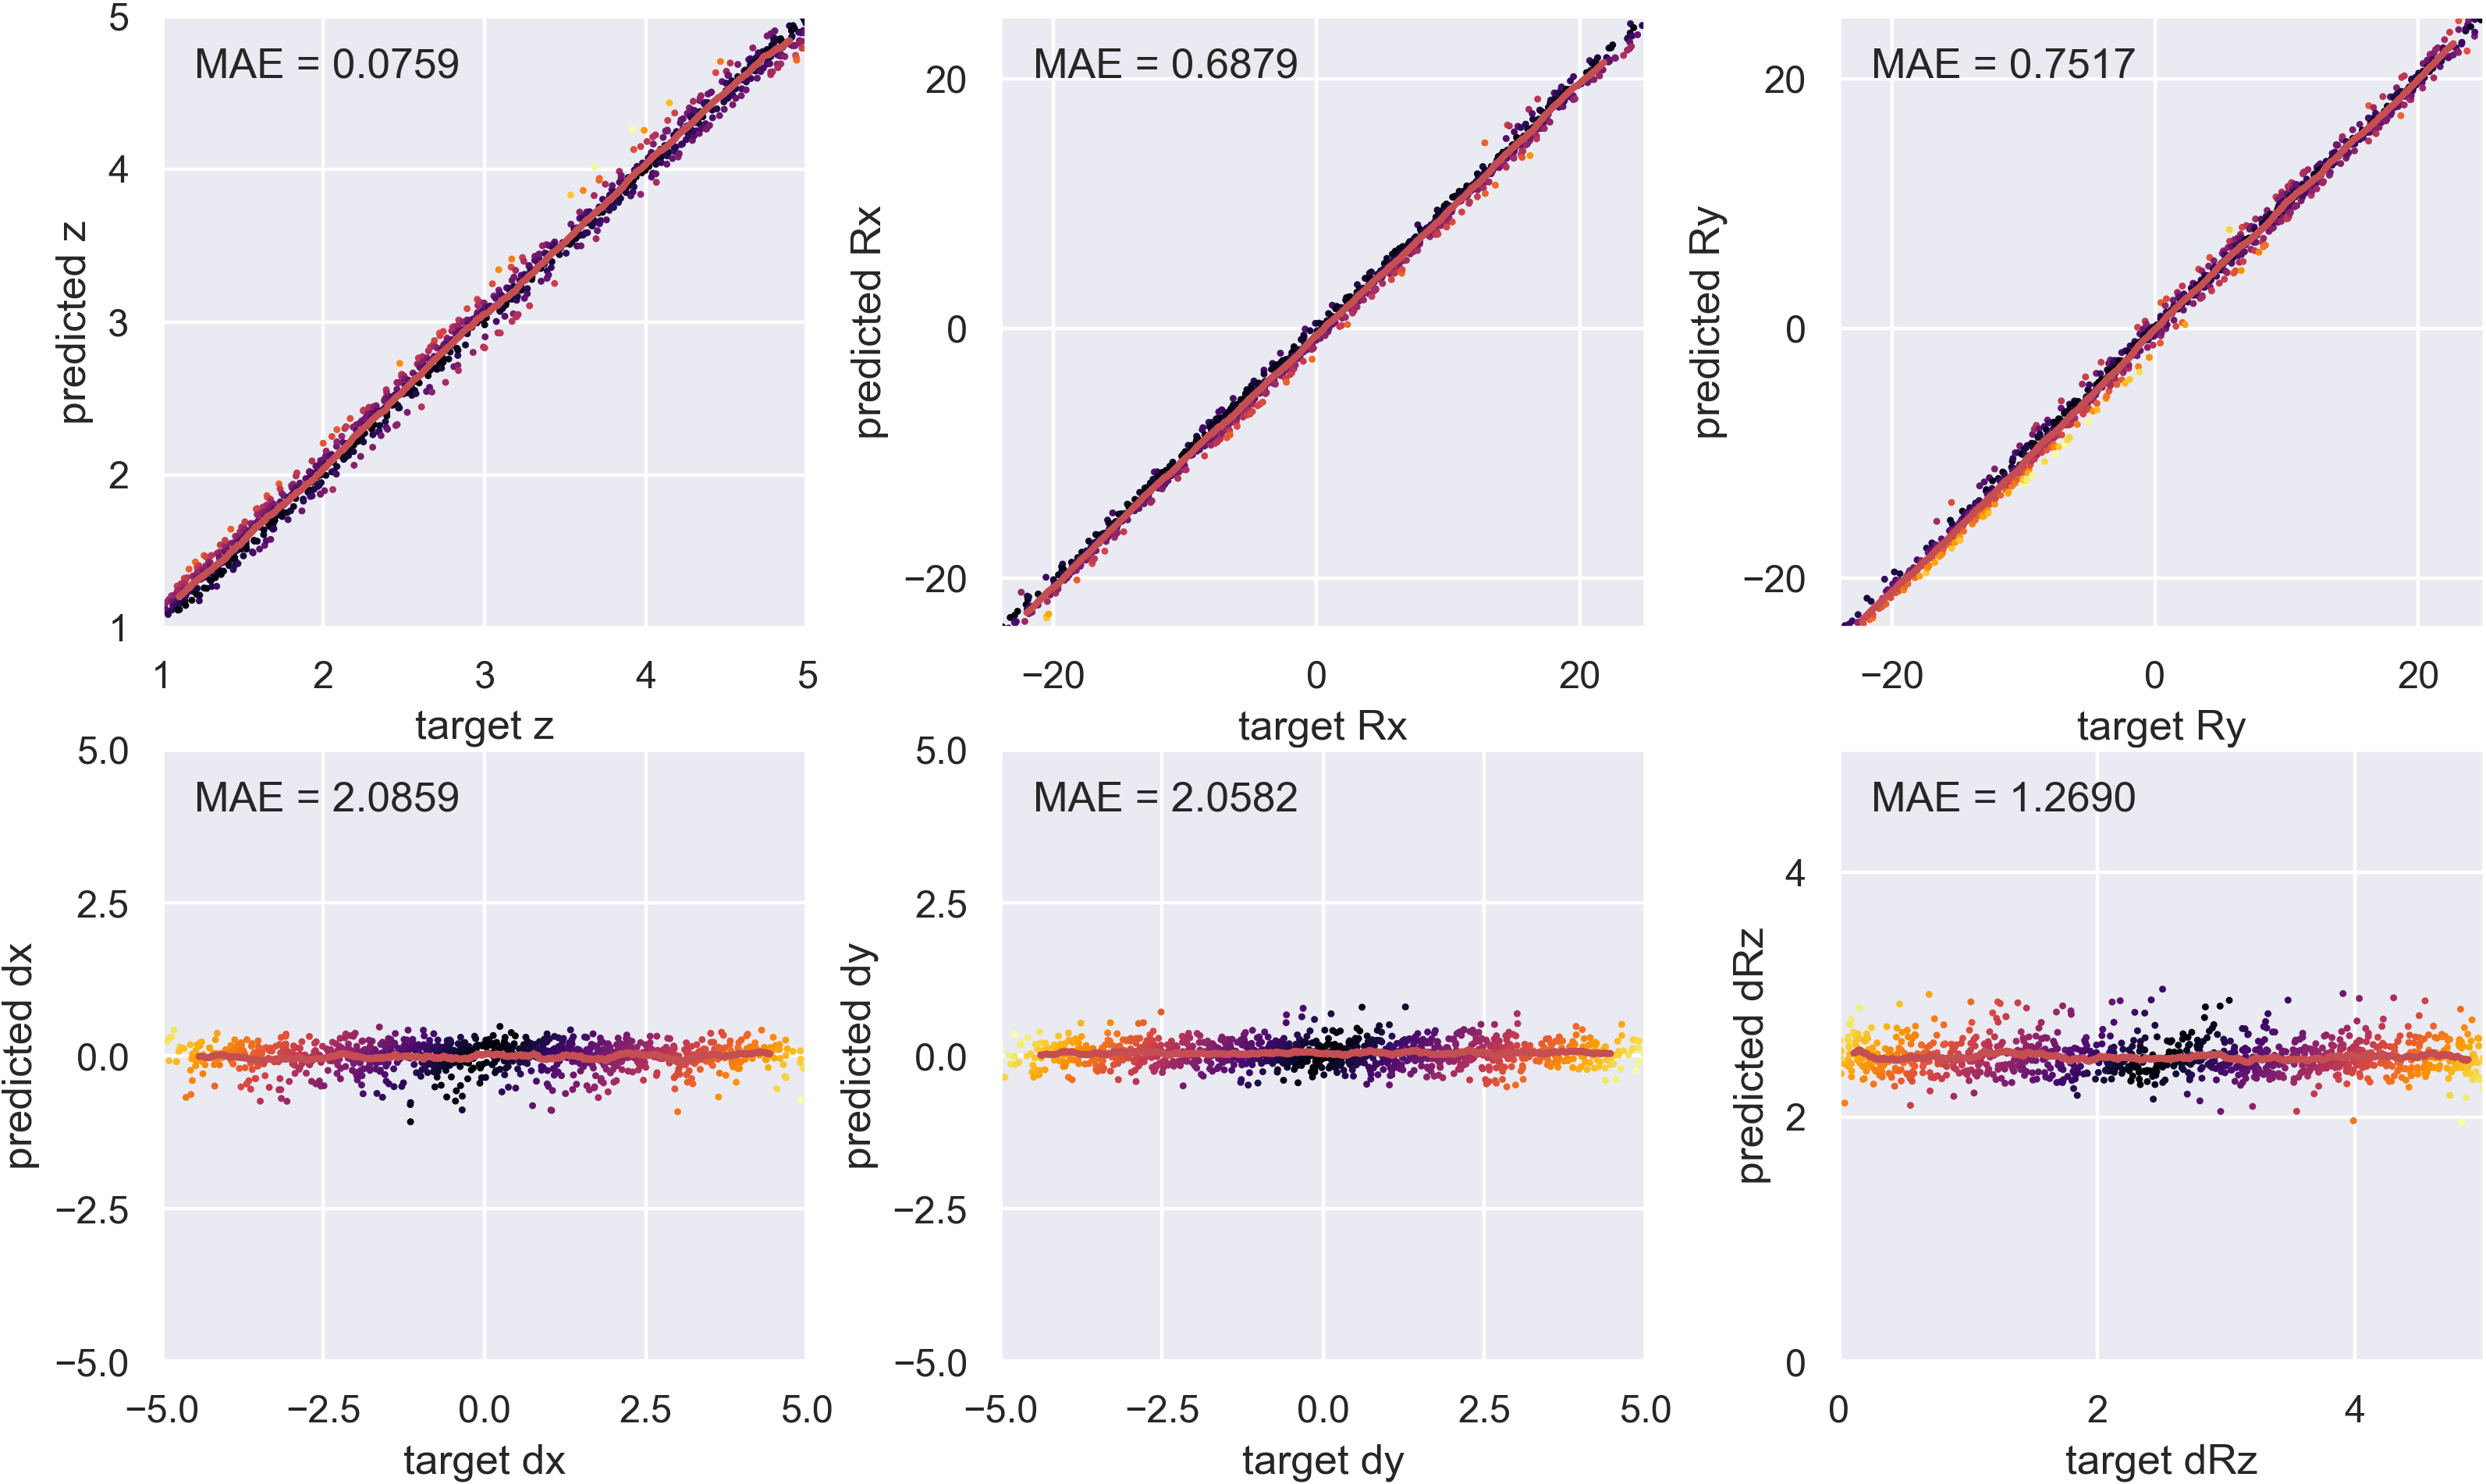 MAE = 0.0759
5
4
3
2
1
predicted z
1 2 3 4 5
target z
MAE = 0.6879
20
0
−20
predicted Rx
−20 0 20
target Rx
MAE = 0.7517
20
0
−20
predicted Ry
−20 0 20
target Ry
MAE = 2.0859
5.0
2.5
0.0
−2.5
−5.0
predicted dx
−5.0 −2.5 0.0 2.5 5.0
target dx
MAE = 2.0582
5.0
2.5
0.0
−2.5
−5.0
predicted dy
−5.0 −2.5 0.0 2.5 5.0
target dy
MAE = 1.2690
4
2
0
predicted dRz
0 2 4
target dRz